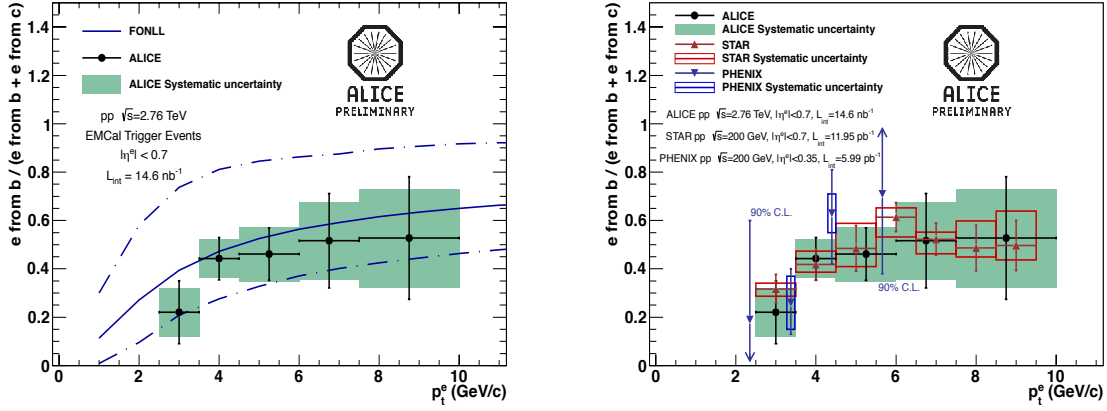 e from b / (e from b + e from c)
1.4
1.2
1
0.8
0.6
0.4
0.2
0
FONLL
ALICE
ALICE Systematic uncertainty
pp √s=2.76 TeV
EMCal Trigger Events
|ηᵉ| < 0.7
L_int = 14.6 nb⁻¹
ALICE
PRELIMINARY
0 2 4 6 8 10
p_t^e (GeV/c)
e from b / (e from b + e from c)
1.4
1.2
1
0.8
0.6
0.4
0.2
0
ALICE
ALICE Systematic uncertainty
STAR
STAR Systematic uncertainty
PHENIX
PHENIX Systematic uncertainty
ALICE
PRELIMINARY
ALICE pp √s=2.76 TeV, |ηᵉ|<0.7, L_int=14.6 nb⁻¹
STAR pp √s=200 GeV, |ηᵉ|<0.7, L_int=11.95 pb⁻¹
PHENIX pp √s=200 GeV, |ηᵉ|<0.35, L_int=5.99 pb⁻¹
90% C.L.
90% C.L.
0 2 4 6 8 10
p_t^e (GeV/c)